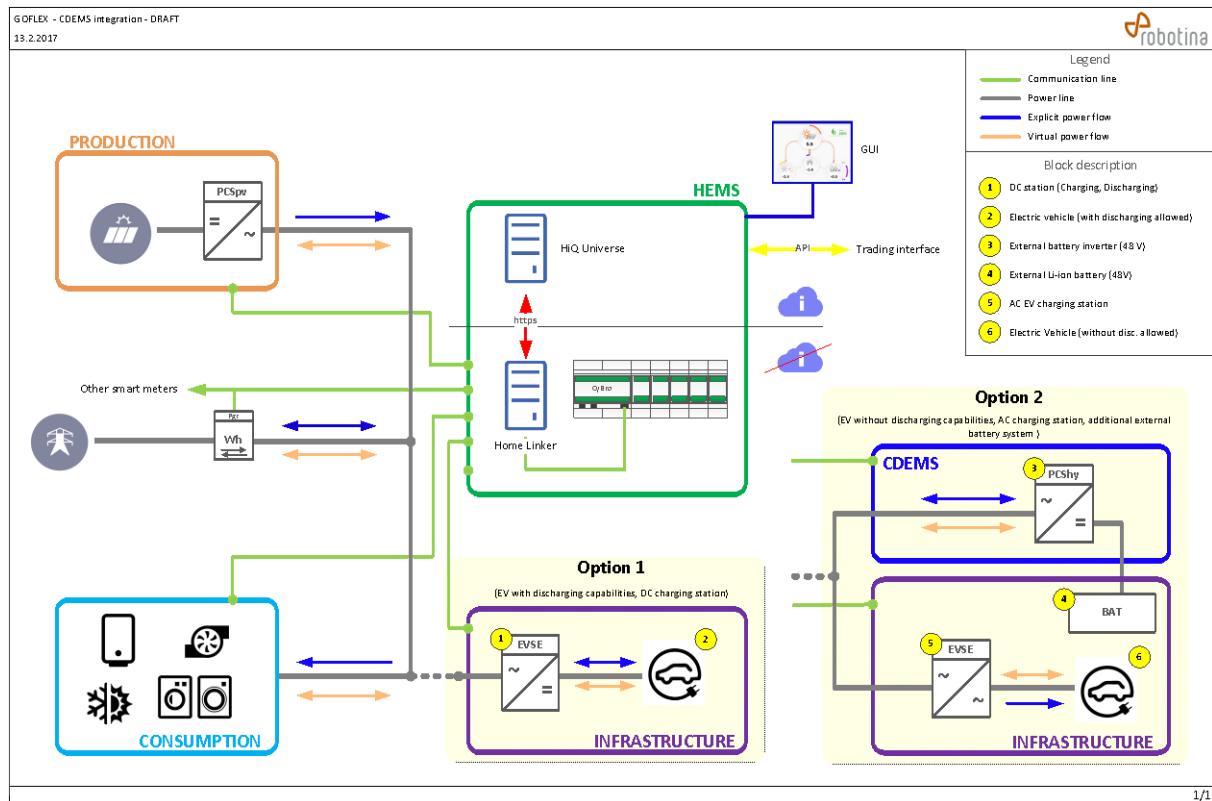 GOFLEX - CDEMS integration - DRAFT
13.2.2017
robotina
Legend
Communication line
Power line
Explicit power flow
Virtual power flow
Block description
1 DC station (Charging, Discharging)
2 Electric vehicle (with discharging allowed)
3 External battery inverter (48 V)
4 External Li-ion battery (48V)
5 AC EV charging station
6 Electric Vehicle (without disc. allowed)
PRODUCTION
PCSpv
=
~
HEMS
GUI
HiQ Universe
API
Trading interface
https
i
i
Home Linker
Other smart meters
Wh
Option 2
(EV without discharging capabilities, AC charging station, additional external
battery system )
CDEMS
3
PCShy
~
=
4
BAT
5
EVSE
~
~
6
INFRASTRUCTURE
Option 1
(EV with discharging capabilities, DC charging station)
1
EVSE
~
=
2
INFRASTRUCTURE
CONSUMPTION
1/1